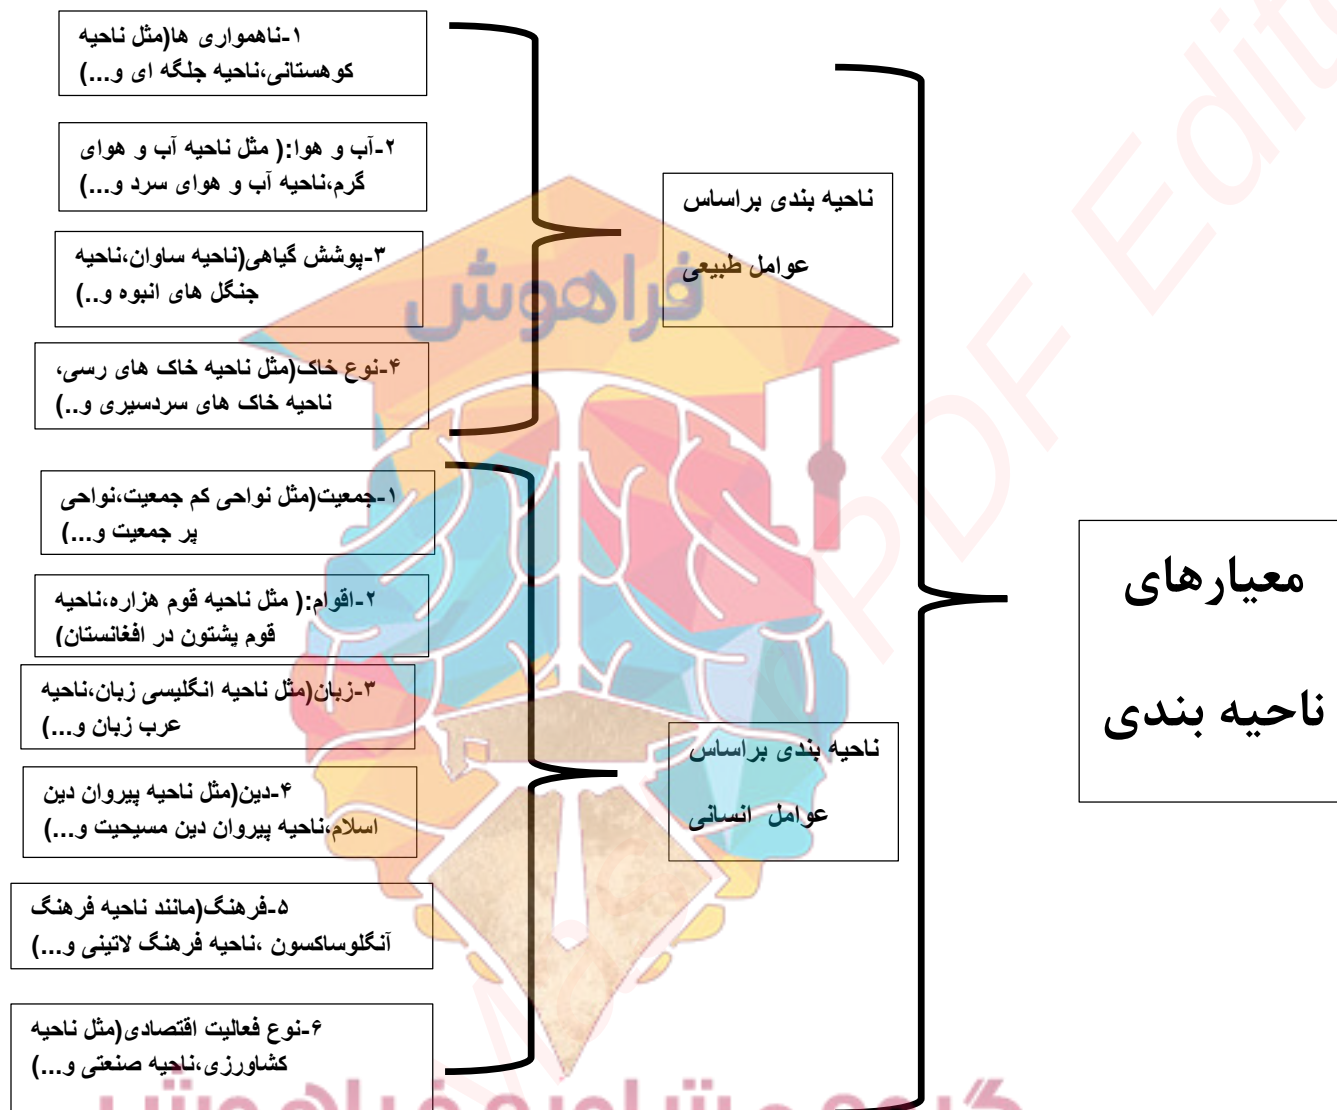 معیارهای
ناحیه بندی
ناحیه بندی براساس
عوامل طبیعی
۱-ناهمواری ها(مثل ناحیه
کوهستانی،ناحیه جلگه ای و...)
۲-آب و هوا:( مثل ناحیه آب و هوای
گرم،ناحیه آب و هوای سرد و...)
۳-پوشش گیاهی(ناحیه ساوان،ناحیه
جنگل های انبوه و..)
۴-نوع خاک(مثل ناحیه خاک های رسی،
ناحیه خاک های سردسیری و..)
ناحیه بندی براساس
عوامل انسانی
۱-جمعیت(مثل نواحی کم جمعیت،نواحی
پر جمعیت و...)
۲-اقوام:( مثل ناحیه قوم هزاره،ناحیه
قوم پشتون در افغانستان)
۳-زبان(مثل ناحیه انگلیسی زبان،ناحیه
عرب زبان و...)
۴-دین(مثل ناحیه پیروان دین
اسلام،ناحیه پیروان دین مسیحیت و...)
۵-فرهنگ(مانند ناحیه فرهنگ
آنگلوساکسون ،ناحیه فرهنگ لاتینی و...)
۶-نوع فعالیت اقتصادی(مثل ناحیه
کشاورزی،ناحیه صنعتی و...)
فراهوش
گروه مشاوره فراهوش
PDF Edit